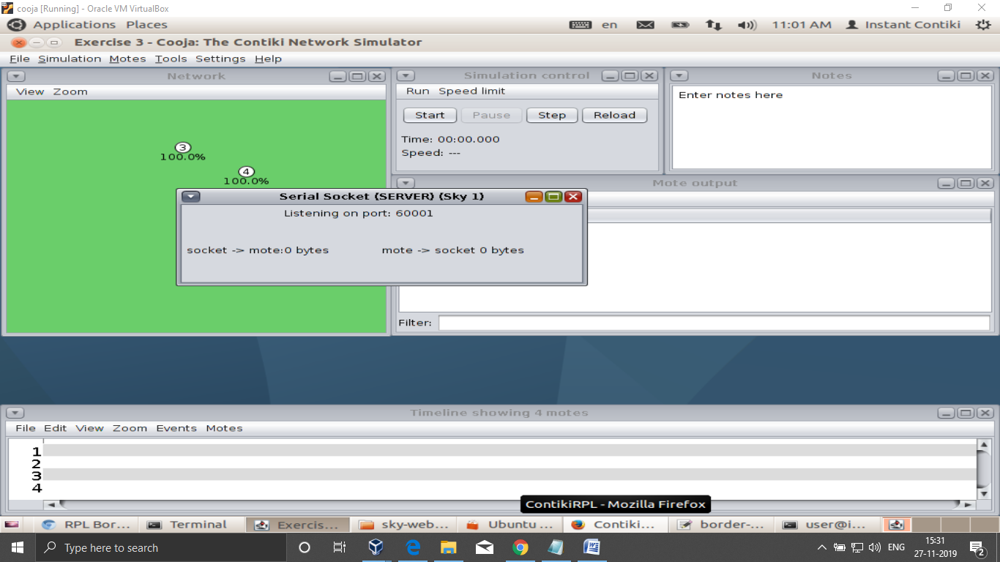 cooja [Running] - Oracle VM VirtualBox
Applications Places en 11:01 AM Instant Contiki
Exercise 3 - Cooja: The Contiki Network Simulator
File Simulation Motes Tools Settings Help
Network
View Zoom
3
100.0%
4
100.0%
Simulation control
Run Speed limit
Start Pause Step Reload
Time: 00:00.000
Speed: ---
Notes
Enter notes here
Mote output
Serial Socket (SERVER) (Sky 1)
Listening on port: 60001
socket -> mote:0 bytes mote -> socket 0 bytes
Filter:
Timeline showing 4 motes
File Edit View Zoom Events Motes
1
2
3
4
ContikiRPL - Mozilla Firefox
RPL Bor... Terminal Exercis... sky-web... Ubuntu ... Contiki... border-... user@i...
Type here to search ENG 15:31
27-11-2019 2